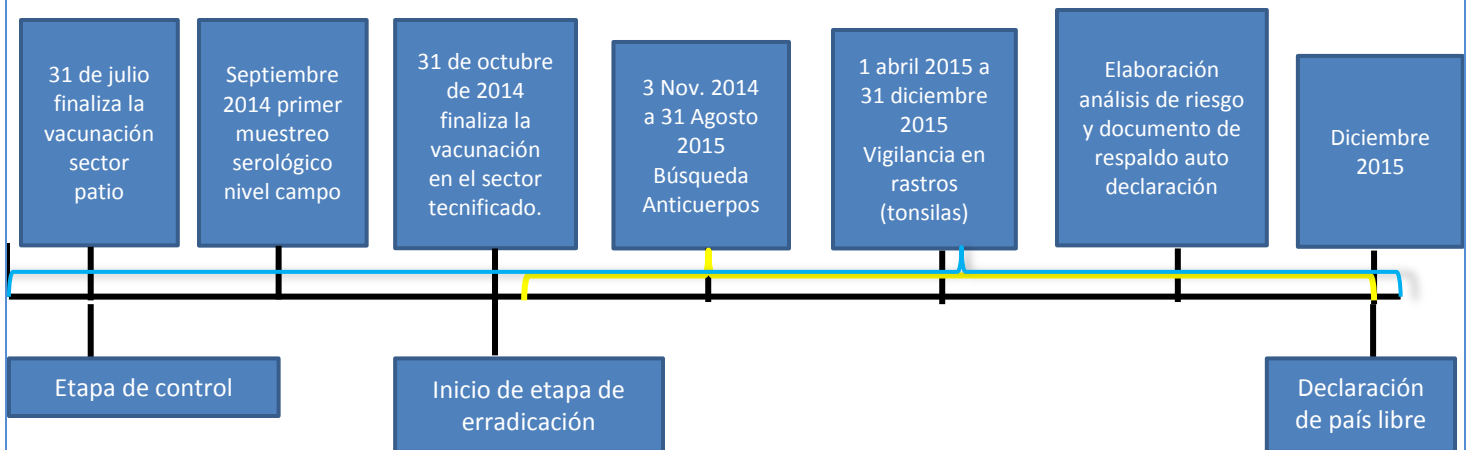 31 de julio
finaliza la
vacunación
sector
patio
Septiembre
2014 primer
muestreo
serológico
nivel campo
31 de octubre
de 2014
finaliza la
vacunación
en el sector
tecnificado.
3 Nov. 2014
a 31 Agosto
2015
Búsqueda
Anticuerpos
1 abril 2015 a
31 diciembre
2015
Vigilancia en
rastros
(tonsilas)
Elaboración
análisis de riesgo
y documento de
respaldo auto
declaración
Diciembre
2015
Etapa de control
Inicio de etapa de
erradicación
Declaración
de país libre